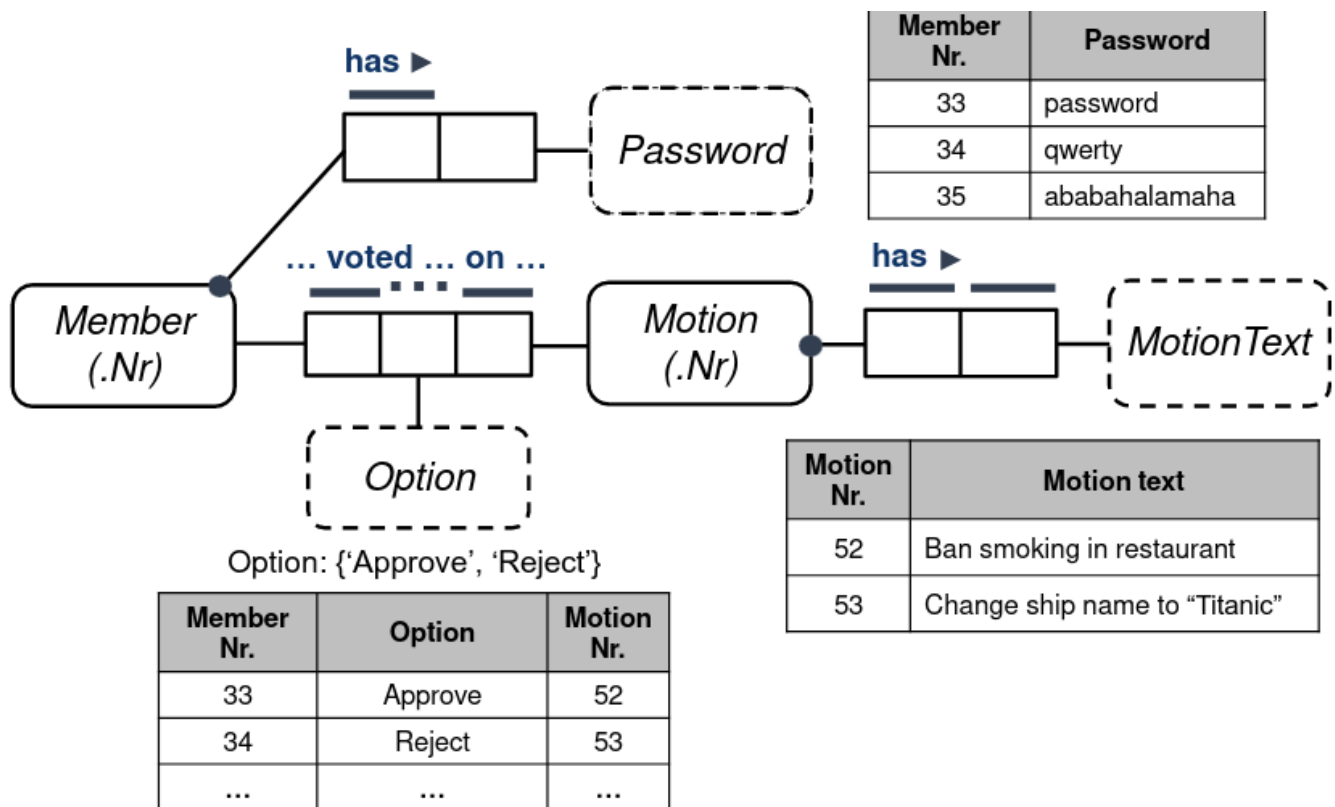 has ►
Password
Member Nr. Password
33 password
34 qwerty
35 ababahalamaha
... voted ... on ...
has ►
Member
(.Nr)
Motion
(.Nr)
MotionText
Option
Option: {‘Approve’, ‘Reject’}
Member Nr. Option Motion Nr.
33 Approve 52
34 Reject 53
... ... ...
Motion Nr. Motion text
52 Ban smoking in restaurant
53 Change ship name to “Titanic”